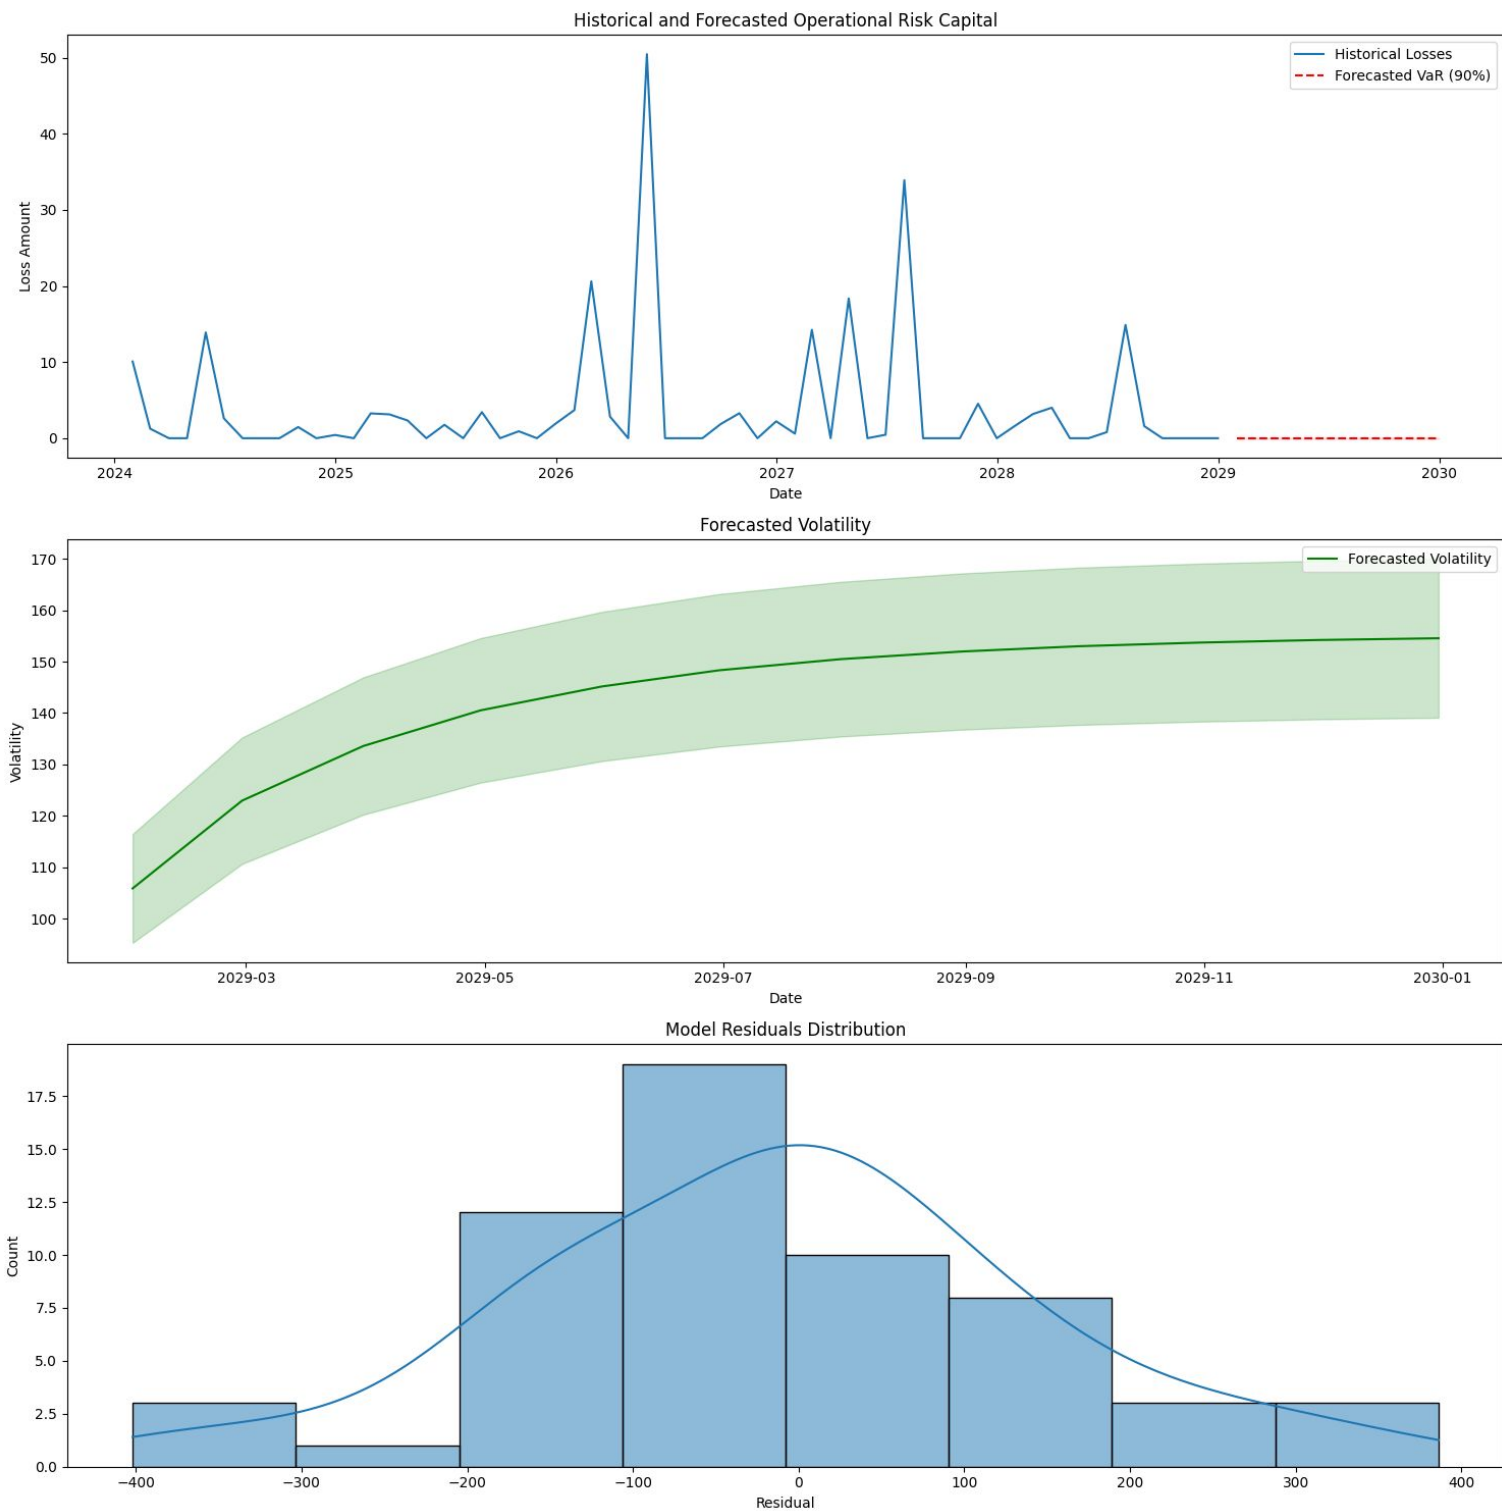 Historical and Forecasted Operational Risk Capital
Historical Losses
Forecasted VaR (90%)
50
40
30
20
10
0
Loss Amount
2024 2025 2026 2027 2028 2029 2030
Date
Forecasted Volatility
Forecasted Volatility
170
160
150
140
130
120
110
100
Volatility
2029-03 2029-05 2029-07 2029-09 2029-11 2030-01
Date
Model Residuals Distribution
17.5
15.0
12.5
10.0
7.5
5.0
2.5
0.0
Count
−400 −300 −200 −100 0 100 200 300 400
Residual